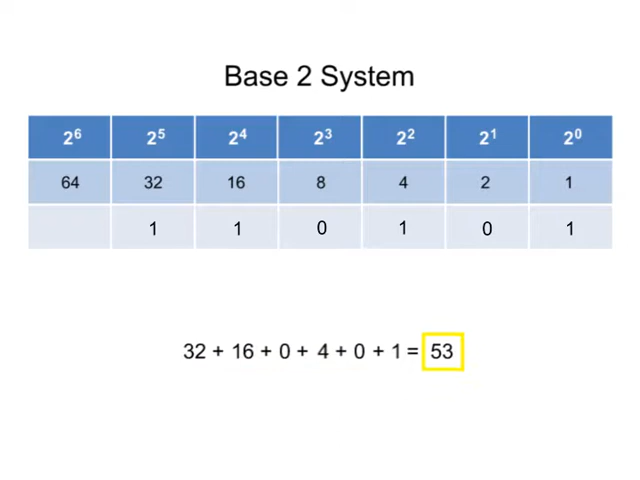 Base 2 System
2⁶ 2⁵ 2⁴ 2³ 2² 2¹ 2⁰
64 32 16 8 4 2 1
1 1 0 1 0 1
32 + 16 + 0 + 4 + 0 + 1 = 53